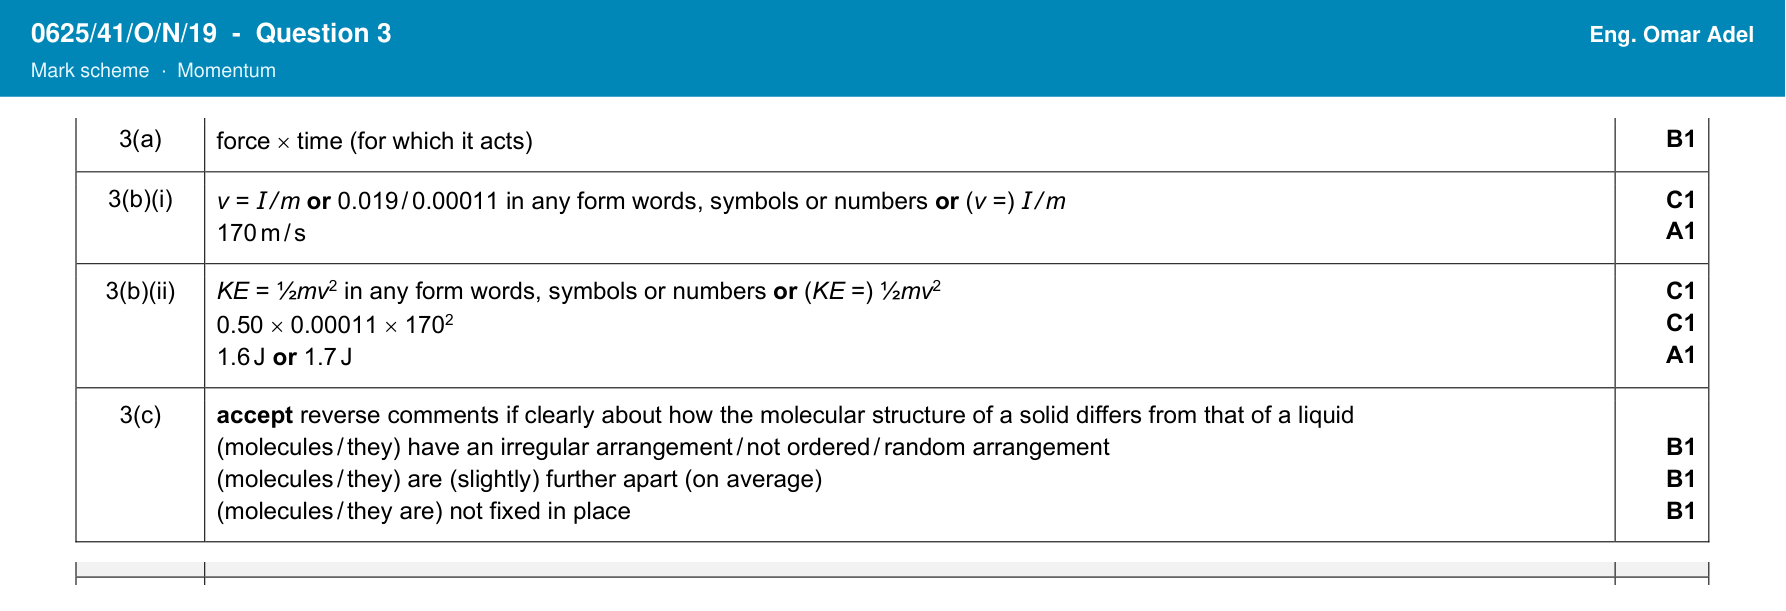 0625/41/O/N/19 - Question 3
Eng. Omar Adel
Mark scheme · Momentum
3(a) force × time (for which it acts) B1
3(b)(i) v = I/m or 0.019/0.00011 in any form words, symbols or numbers or (v =) I/m C1
170 m/s A1
3(b)(ii) KE = ½mv² in any form words, symbols or numbers or (KE =) ½mv² C1
0.50 × 0.00011 × 170² C1
1.6 J or 1.7 J A1
3(c) accept reverse comments if clearly about how the molecular structure of a solid differs from that of a liquid
(molecules/they) have an irregular arrangement/not ordered/random arrangement B1
(molecules/they) are (slightly) further apart (on average) B1
(molecules/they are) not fixed in place B1